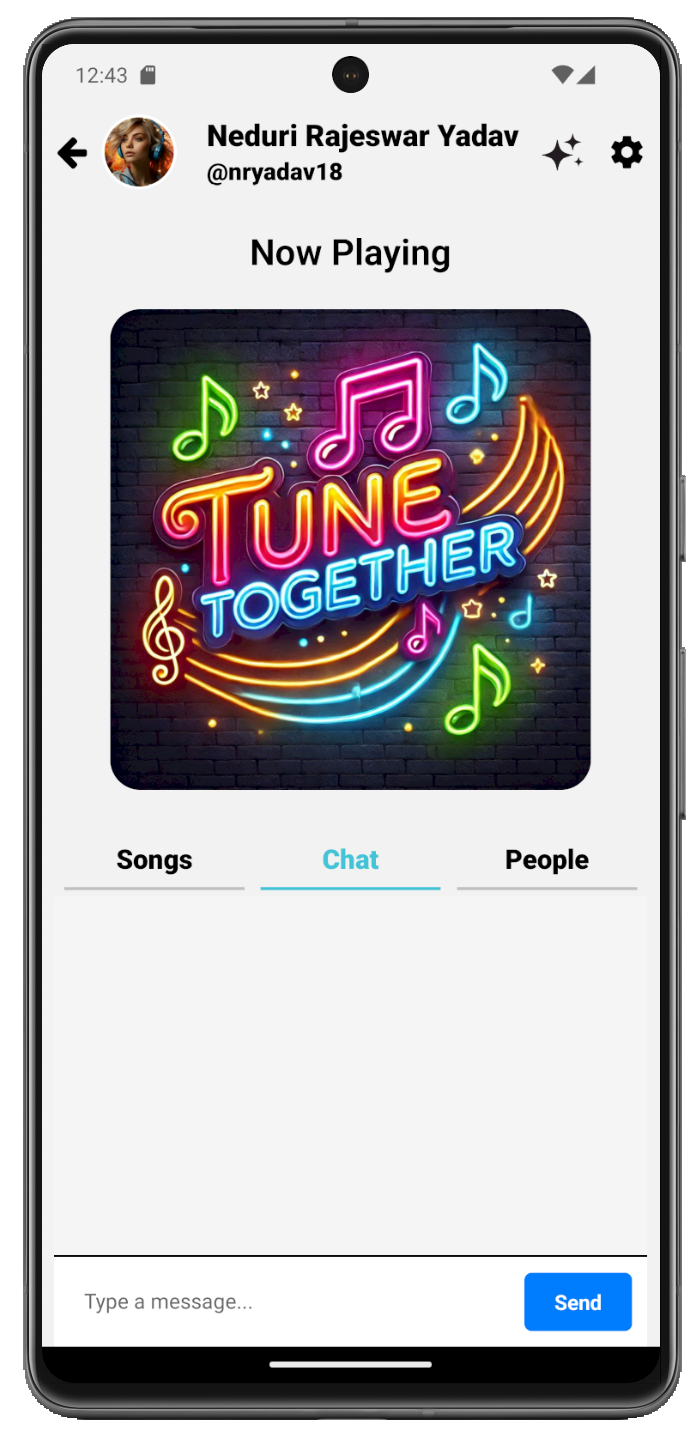 12:43
Neduri Rajeswar Yadav
@nryadav18
Now Playing
TUNE
TOGETHER
Songs
Chat
People
Type a message...
Send